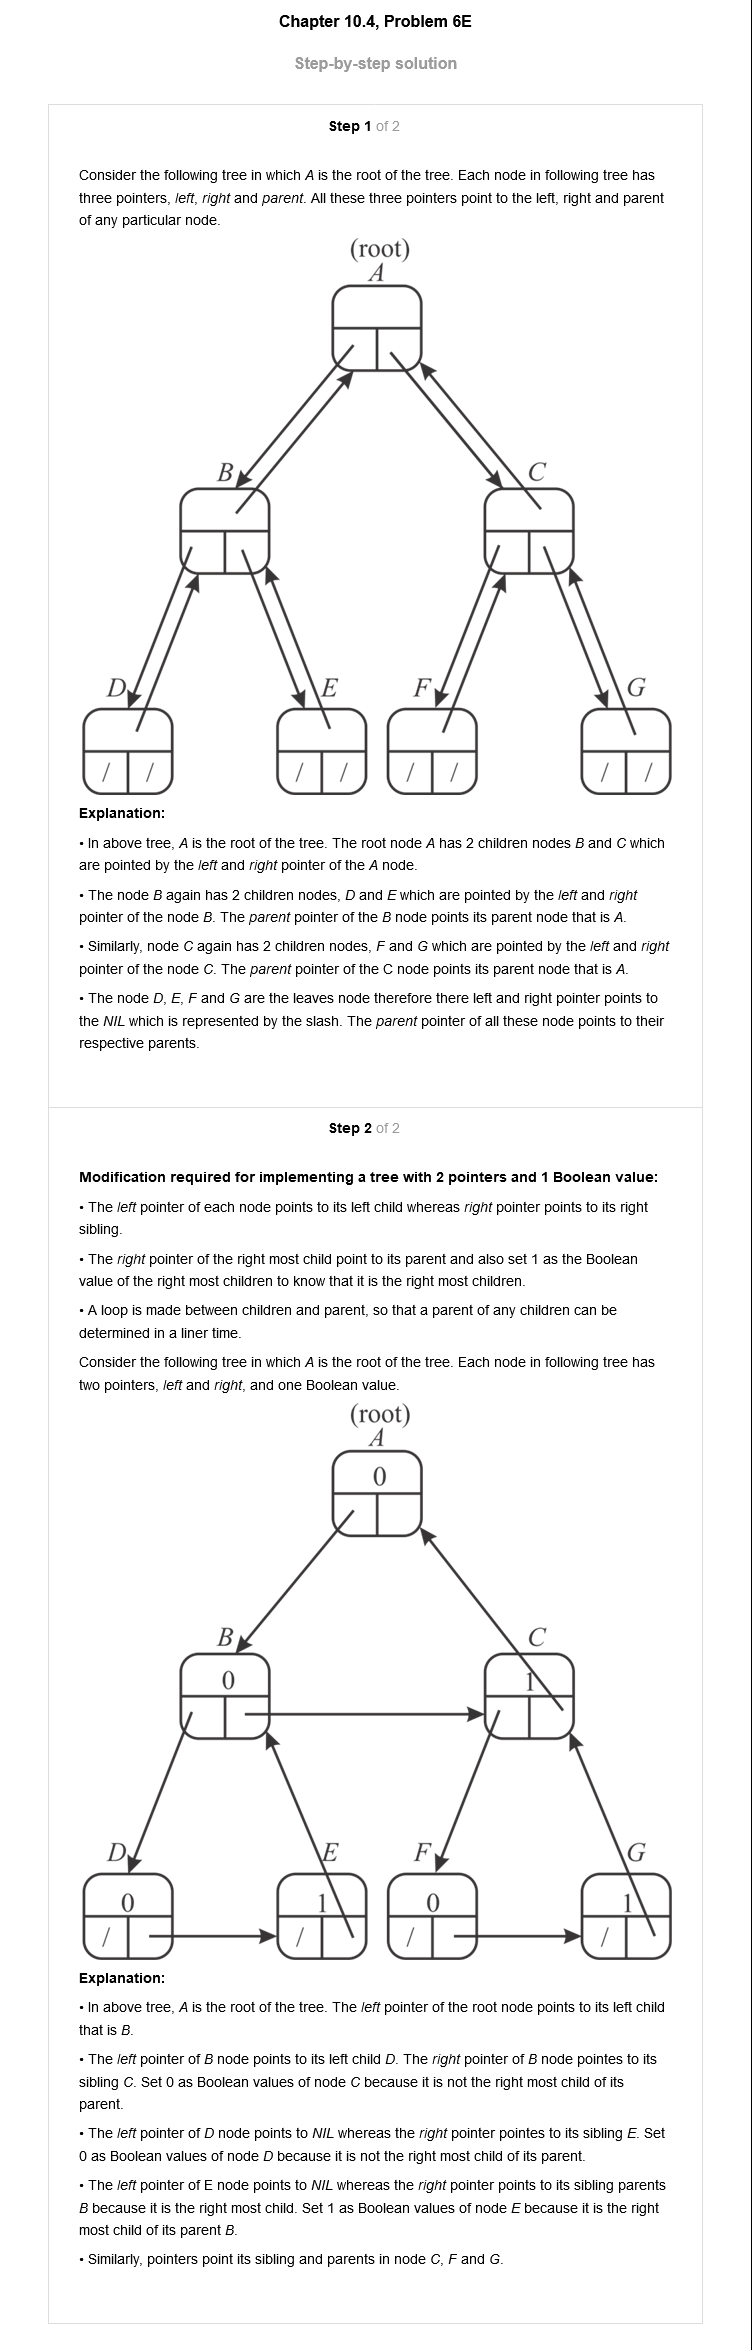 Chapter 10.4, Problem 6E
Step-by-step solution
Step 1 of 2
Consider the following tree in which A is the root of the tree. Each node in following tree has
three pointers, left, right and parent. All these three pointers point to the left, right and parent
of any particular node.
(root)
A
B
C
D
E
F
G
/ /
/ /
/ /
/ /
Explanation:
• In above tree, A is the root of the tree. The root node A has 2 children nodes B and C which
are pointed by the left and right pointer of the A node.
• The node B again has 2 children nodes, D and E which are pointed by the left and right
pointer of the node B. The parent pointer of the B node points its parent node that is A.
• Similarly, node C again has 2 children nodes, F and G which are pointed by the left and right
pointer of the node C. The parent pointer of the C node points its parent node that is A.
• The node D, E, F and G are the leaves node therefore there left and right pointer points to
the NIL which is represented by the slash. The parent pointer of all these node points to their
respective parents.
Step 2 of 2
Modification required for implementing a tree with 2 pointers and 1 Boolean value:
• The left pointer of each node points to its left child whereas right pointer points to its right
sibling.
• The right pointer of the right most child point to its parent and also set 1 as the Boolean
value of the right most children to know that it is the right most children.
• A loop is made between children and parent, so that a parent of any children can be
determined in a liner time.
Consider the following tree in which A is the root of the tree. Each node in following tree has
two pointers, left and right, and one Boolean value.
(root)
A
0
B
C
0
1
D
E
F
G
0
1
0
1
/
/
/
/
Explanation:
• In above tree, A is the root of the tree. The left pointer of the root node points to its left child
that is B.
• The left pointer of B node points to its left child D. The right pointer of B node pointes to its
sibling C. Set 0 as Boolean values of node C because it is not the right most child of its
parent.
• The left pointer of D node points to NIL whereas the right pointer pointes to its sibling E. Set
0 as Boolean values of node D because it is not the right most child of its parent.
• The left pointer of E node points to NIL whereas the right pointer points to its sibling parents
B because it is the right most child. Set 1 as Boolean values of node E because it is the right
most child of its parent B.
• Similarly, pointers point its sibling and parents in node C, F and G.